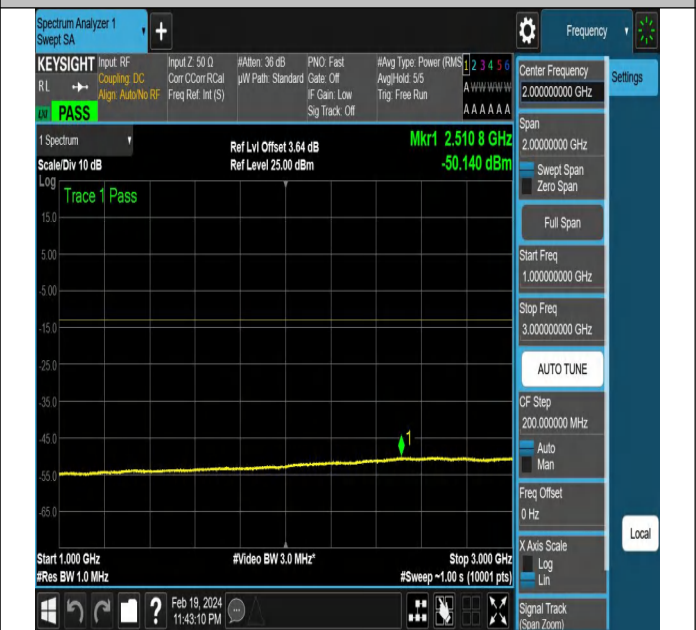 Spectrum Analyzer 1
Swept SA
+
Frequency
KEYSIGHT
RL
PASS
Input: RF
Coupling: DC
Align: Auto/No RF
Input Z: 50 Ω
Corr CCorr RCal
Freq Ref: Int (S)
#Atten: 36 dB
µW Path: Standard
PNO: Fast
Gate: Off
IF Gain: Low
Sig Track: Off
#Avg Type: Power (RMS
Avg|Hold: 5/5
Trig: Free Run
1 2 3 4 5 6
A W W W W W
A A A A A A
1 Spectrum
Scale/Div 10 dB
Ref Lvl Offset 3.64 dB
Ref Level 25.00 dBm
Mkr1 2.510 8 GHz
-50.140 dBm
Log
Trace 1 Pass
15.0
5.00
-5.00
-15.0
-25.0
-35.0
-45.0
-55.0
-65.0
1
Start 1.000 GHz
#Res BW 1.0 MHz
#Video BW 3.0 MHz*
Stop 3.000 GHz
#Sweep ~1.00 s (10001 pts)
Feb 19, 2024
11:43:10 PM
?
Center Frequency
2.000000000 GHz
Settings
Span
2.00000000 GHz
Swept Span
Zero Span
Full Span
Start Freq
1.000000000 GHz
Stop Freq
3.000000000 GHz
AUTO TUNE
CF Step
200.000000 MHz
Auto
Man
Freq Offset
0 Hz
X Axis Scale
Log
Lin
Local
Signal Track
(Span Zoom)